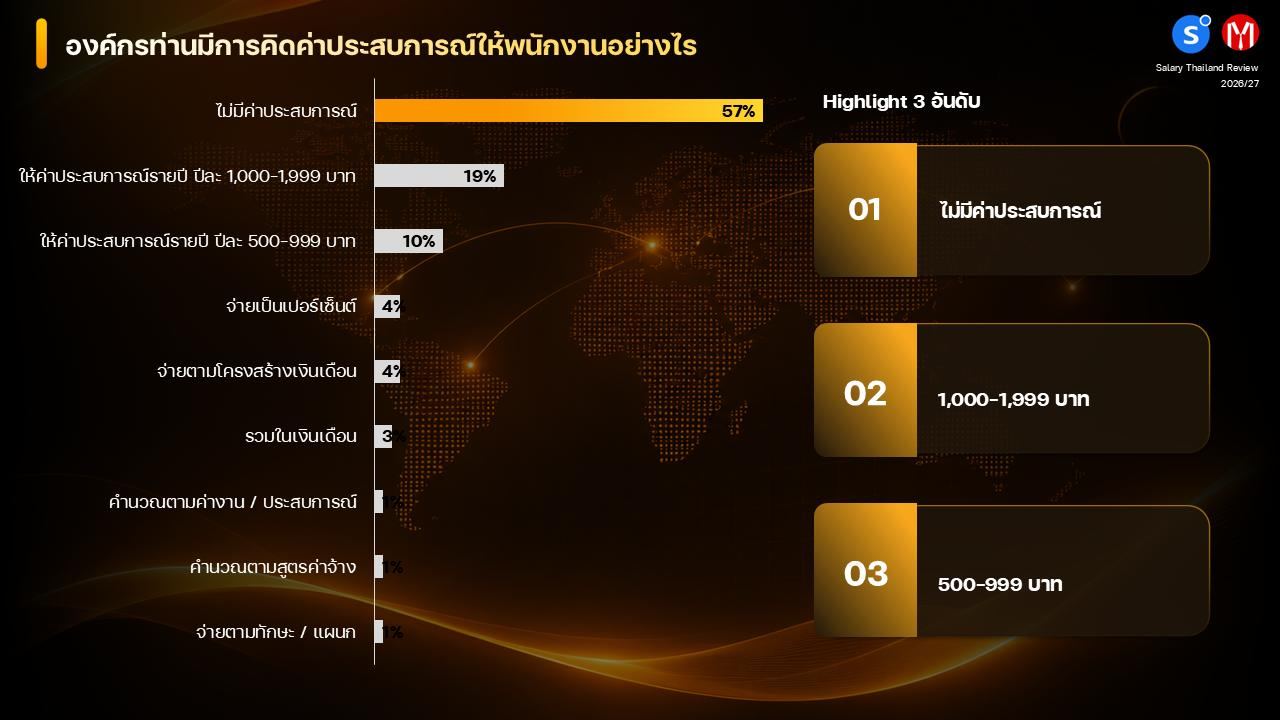 องค์กรท่านมีการคิดค่าประสบการณ์ให้พนักงานอย่างไร
S
M
Salary Thailand Review
2026/27
ไม่มีค่าประสบการณ์
57%
ให้ค่าประสบการณ์รายปี ปีละ 1,000-1,999 บาท
19%
ให้ค่าประสบการณ์รายปี ปีละ 500-999 บาท
10%
จ่ายเป็นเปอร์เซ็นต์
4%
จ่ายตามโครงสร้างเงินเดือน
4%
รวมในเงินเดือน
3%
คำนวณตามค่างาน / ประสบการณ์
1%
คำนวณตามสูตรค่าจ้าง
1%
จ่ายตามทักษะ / แผนก
1%
Highlight 3 อันดับ
01
ไม่มีค่าประสบการณ์
02
1,000-1,999 บาท
03
500-999 บาท